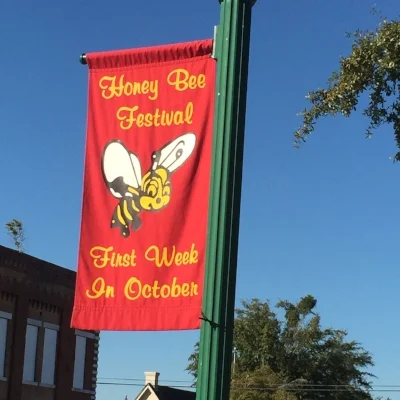 Honey Bee
Festival
First Week
In October